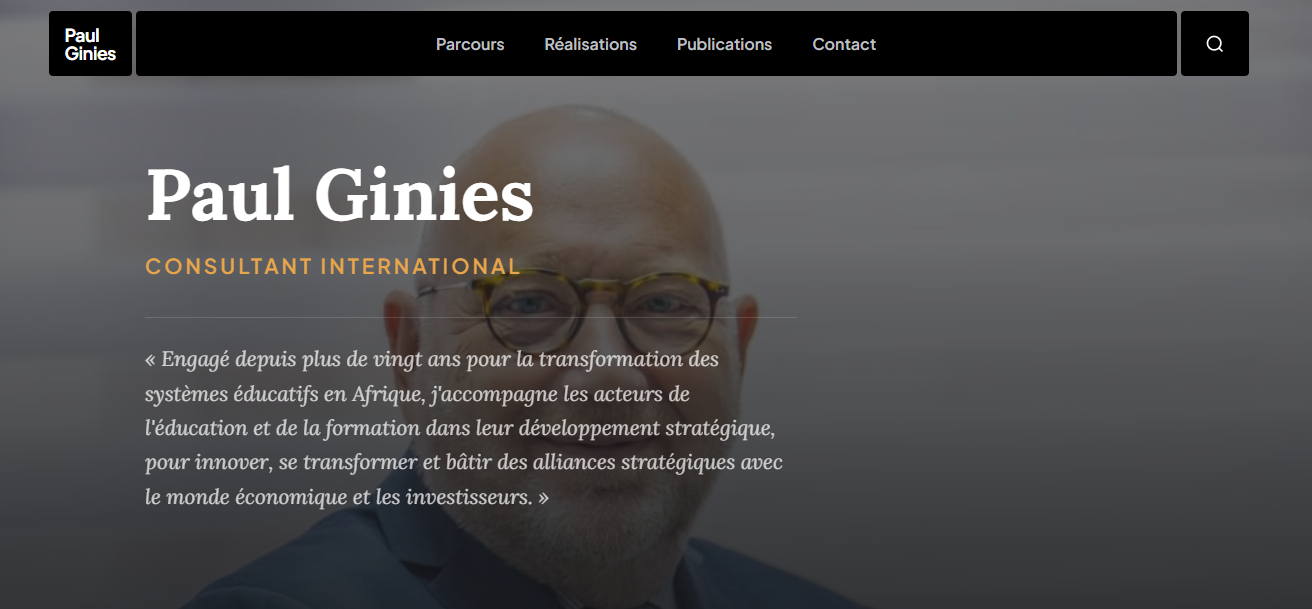 Paul
Ginies
Parcours Réalisations Publications Contact
Paul Ginies
CONSULTANT INTERNATIONAL
« Engagé depuis plus de vingt ans pour la transformation des
systèmes éducatifs en Afrique, j'accompagne les acteurs de
l'éducation et de la formation dans leur développement stratégique,
pour innover, se transformer et bâtir des alliances stratégiques avec
le monde économique et les investisseurs. »